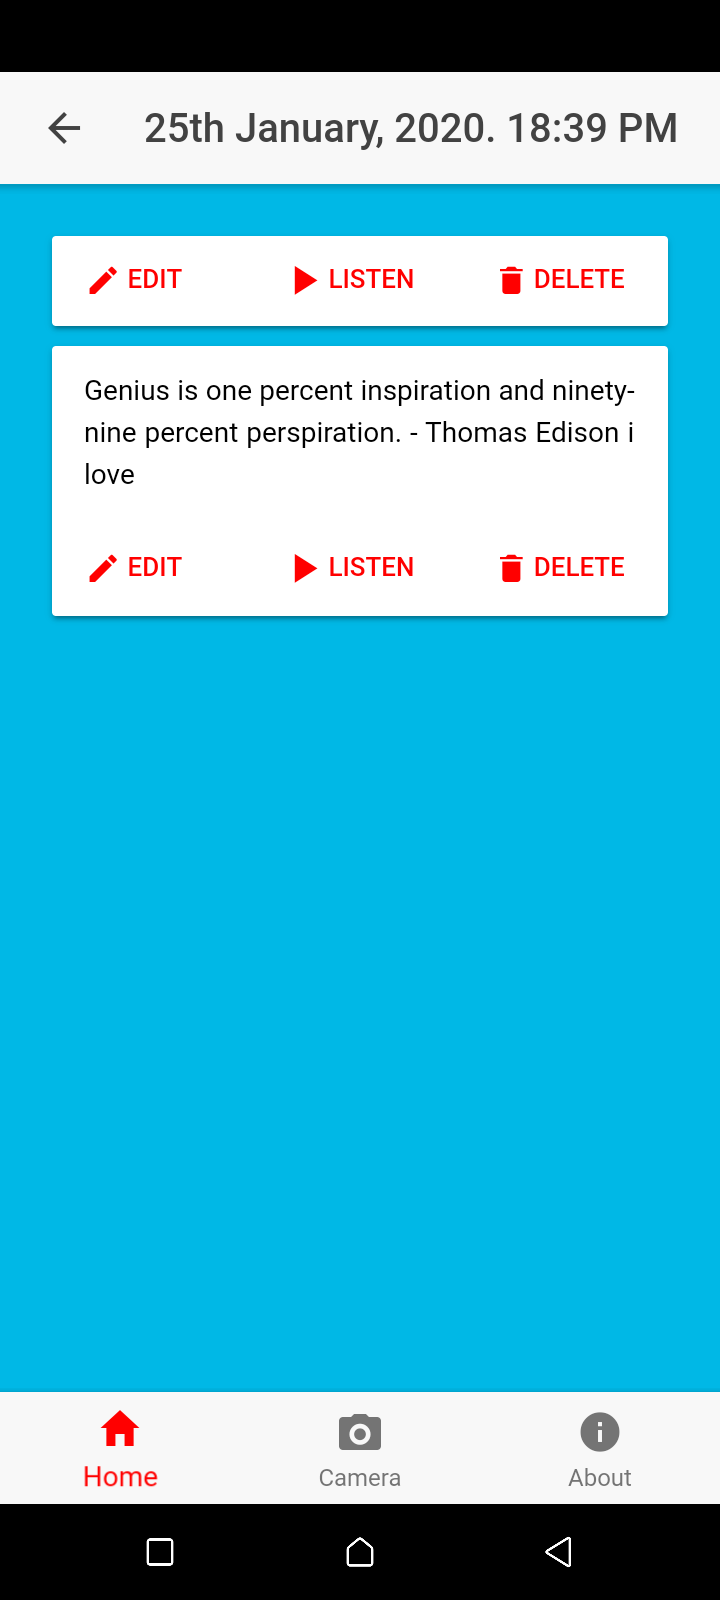 25th January, 2020. 18:39 PM
EDIT LISTEN DELETE
Genius is one percent inspiration and ninety-
nine percent perspiration. - Thomas Edison i
love
EDIT LISTEN DELETE
Home Camera About